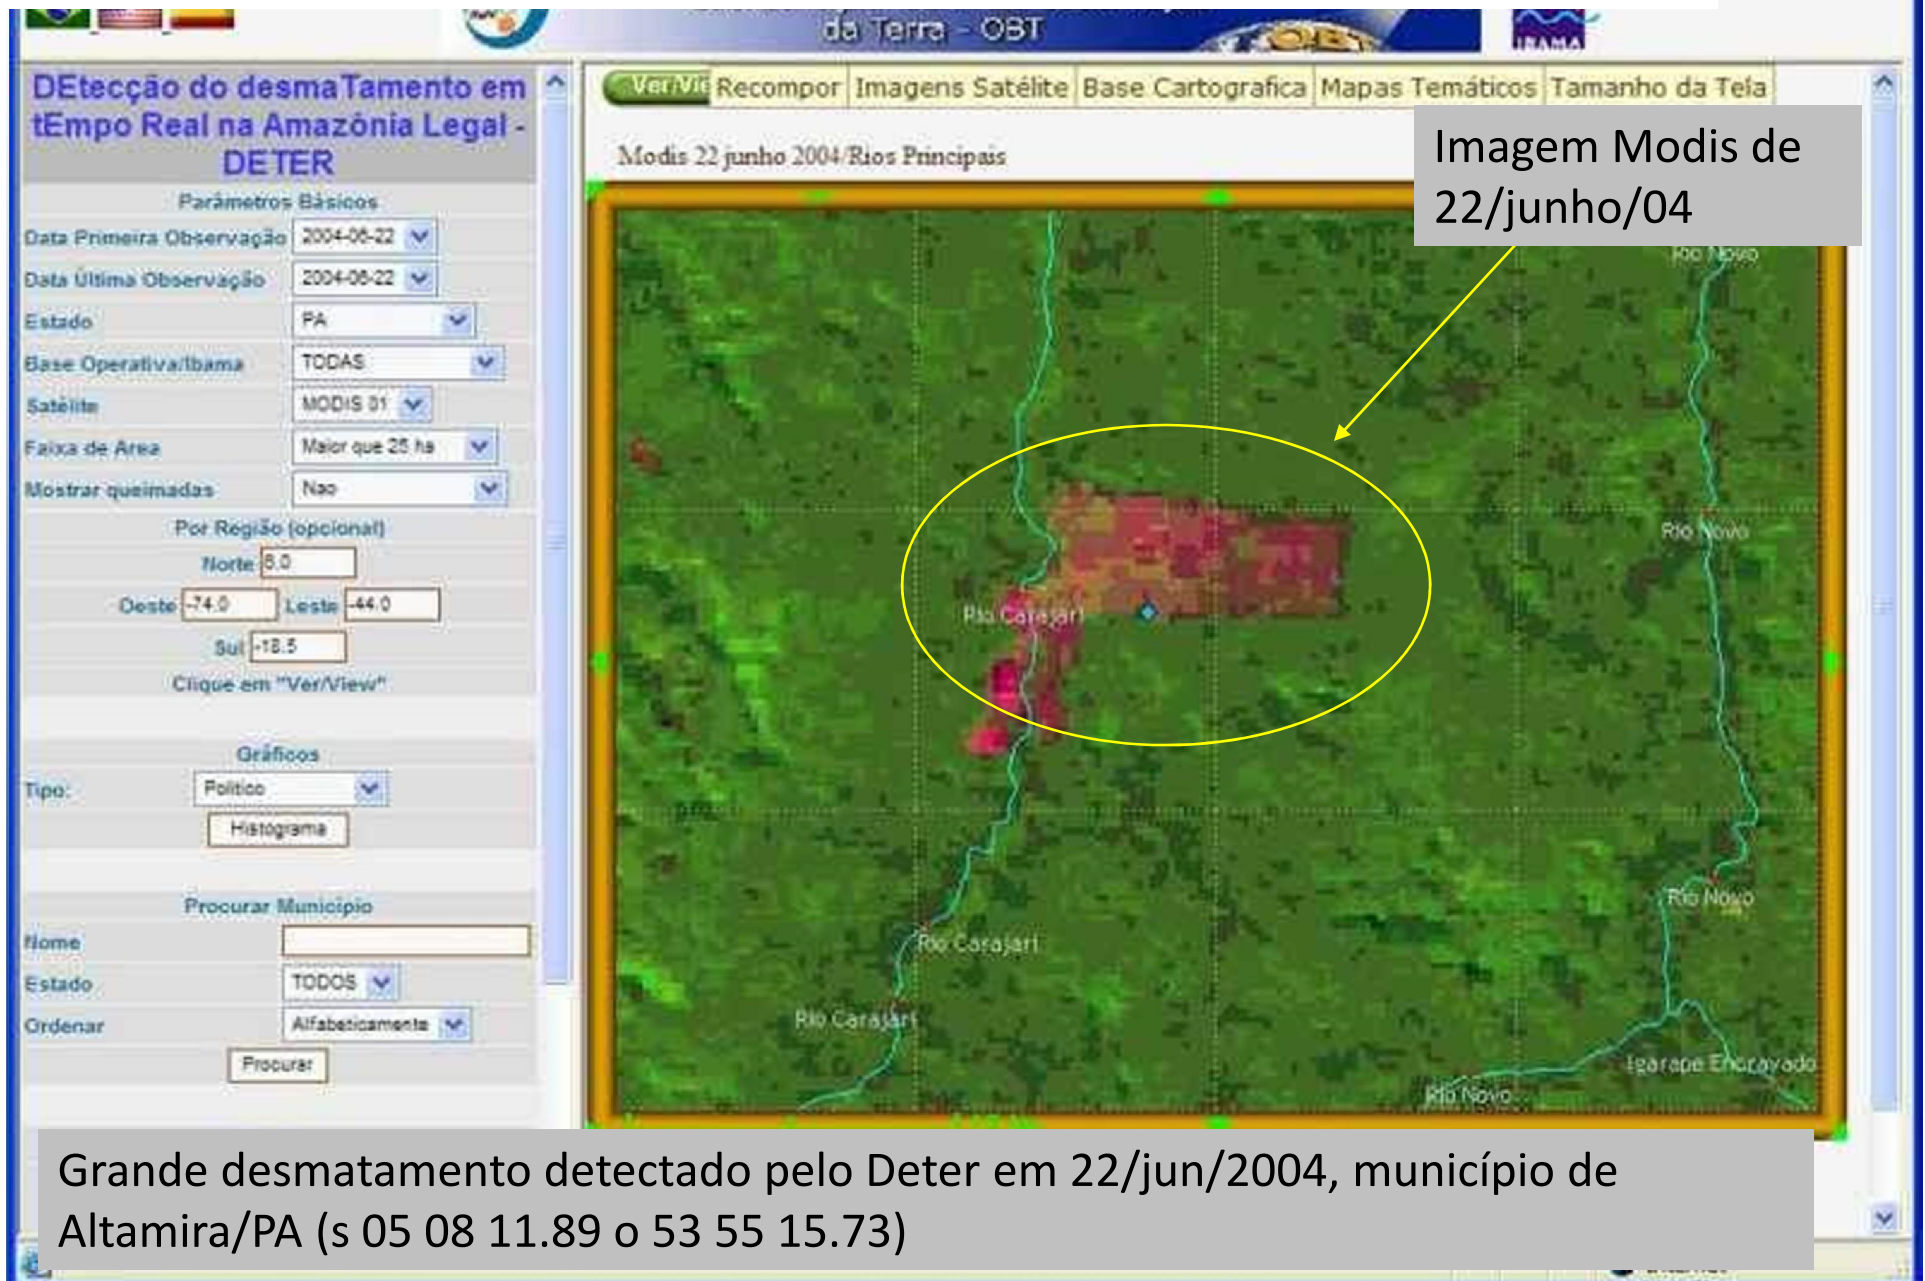 da Terra - OBT
OBT
IBAMA
DEtecção do desmaTamento em
tEmpo Real na Amazônia Legal -
DETER
Parâmetros Básicos
Data Primeira Observação 2004-06-22
Data Última Observação 2004-06-22
Estado PA
Base Operativa/Ibama TODAS
Satélite MODIS 01
Faixa de Area Maior que 25 ha
Mostrar queimadas Nao
Por Região (opcional)
Norte 6.0
Oeste -74.0 Leste -44.0
Sul -18.5
Clique em "Ver/View"
Gráficos
Tipo: Politico
Histograma
Procurar Município
Nome
Estado TODOS
Ordenar Alfabeticamente
Procurar
Recompor Imagens Satélite Base Cartografica Mapas Temáticos Tamanho da Tela
Modis 22 junho 2004/Rios Principais
Imagem Modis de
22/junho/04
Rio Novo
Rio Novo
Rio Carajari
Rio Novo
Rio Carajari
Rio Carajari
Igarape Encravado
Rio Novo
Grande desmatamento detectado pelo Deter em 22/jun/2004, município de
Altamira/PA (s 05 08 11.89 o 53 55 15.73)